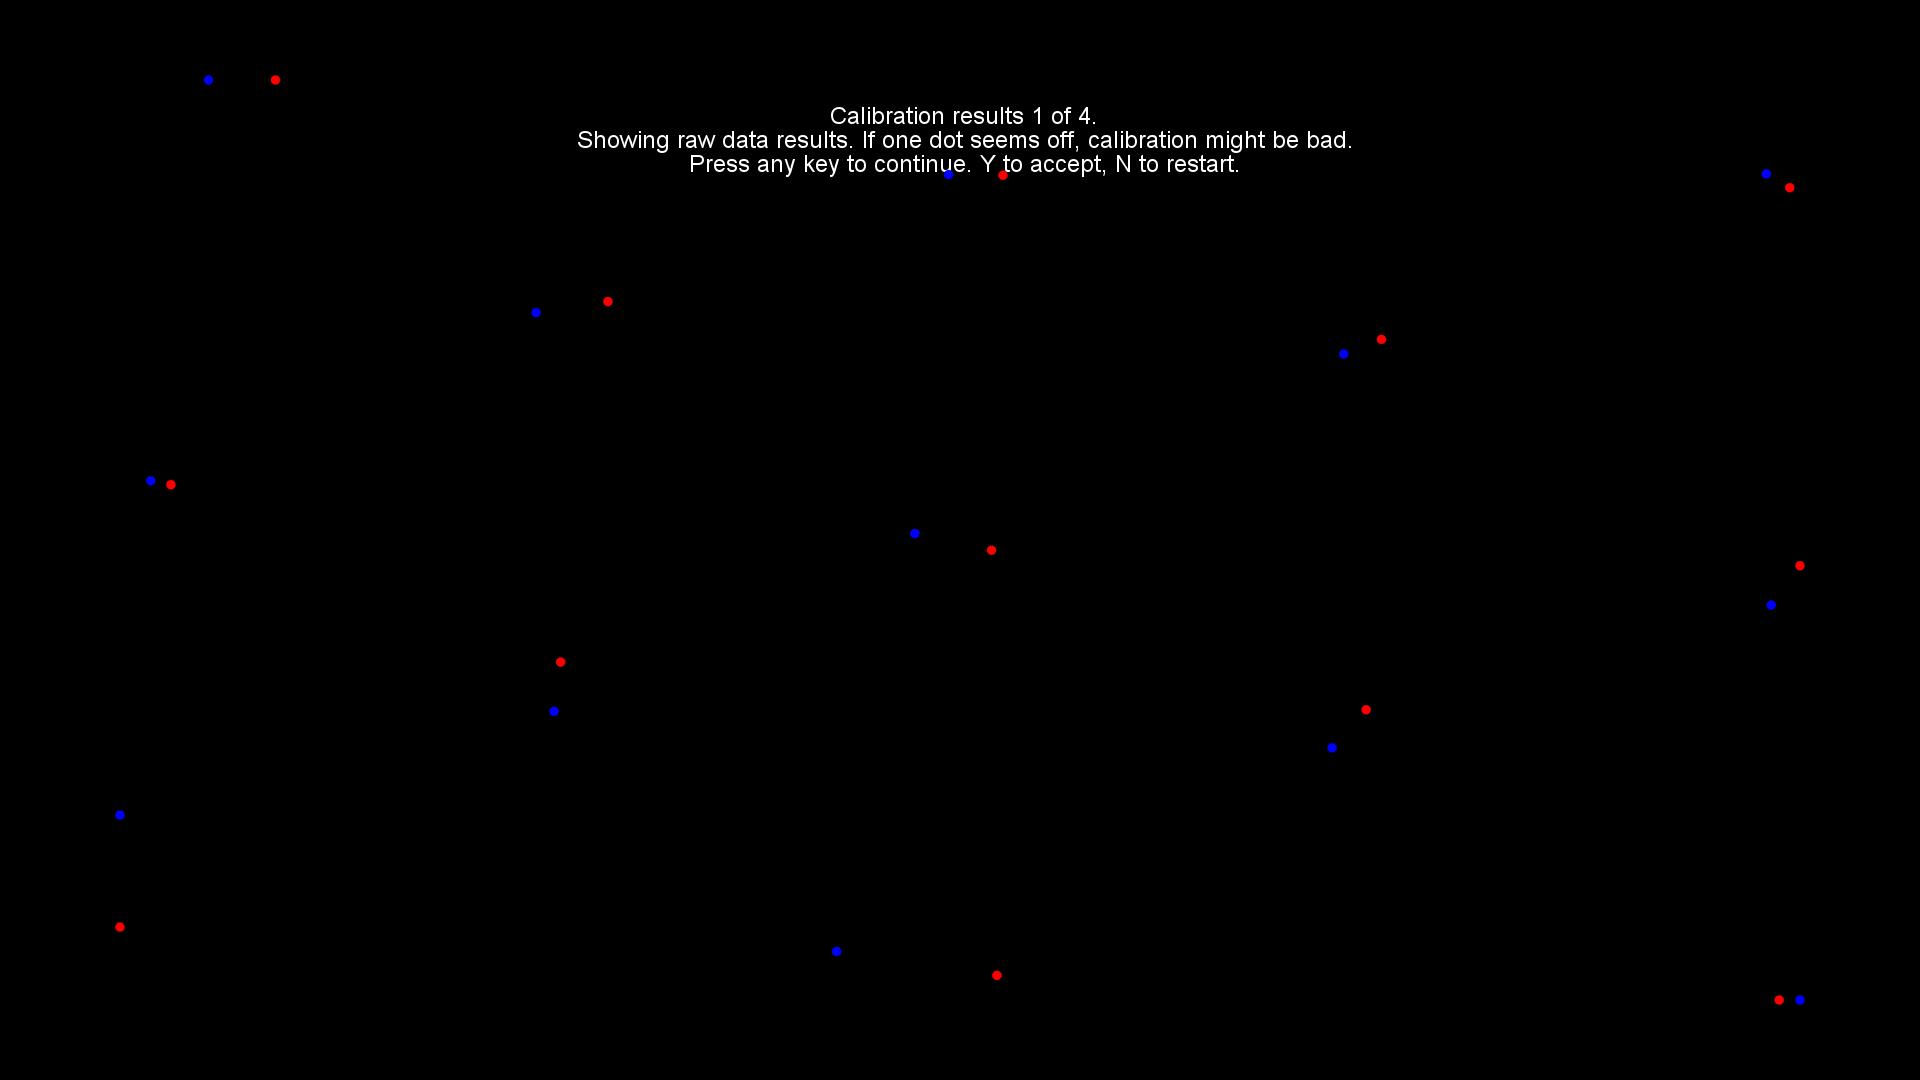 Calibration results 1 of 4.
Showing raw data results. If one dot seems off, calibration might be bad.
Press any key to continue. Y to accept, N to restart.